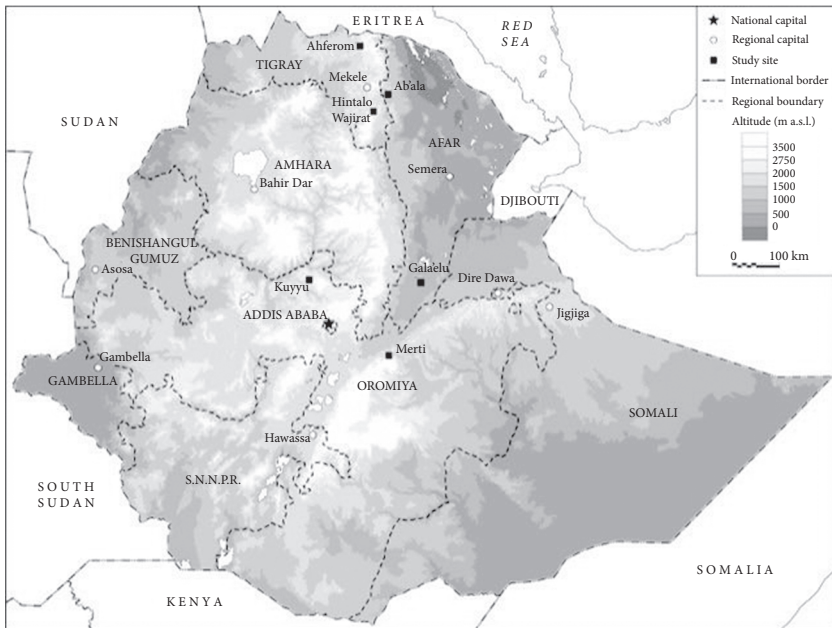 ERITREA
RED
SEA
Ahferom
TIGRAY
Mekele
Ab'ala
Hintalo
Wajirat
SUDAN
AFAR
AMHARA
Semera
Bahir Dar
DJIBOUTI
BENISHANGUL
GUMUZ
Asosa
Kuyyu
Gala'elu
Dire Dawa
Jigjiga
ADDIS ABABA
Merti
Gambella
GAMBELLA
OROMIYA
SOMALI
Hawassa
S.N.N.P.R.
SOUTH
SUDAN
SOMALIA
KENYA
National capital
Regional capital
Study site
International border
Regional boundary
Altitude (m a.s.l.)
3500
2750
2000
1500
1000
500
0
0 100 km